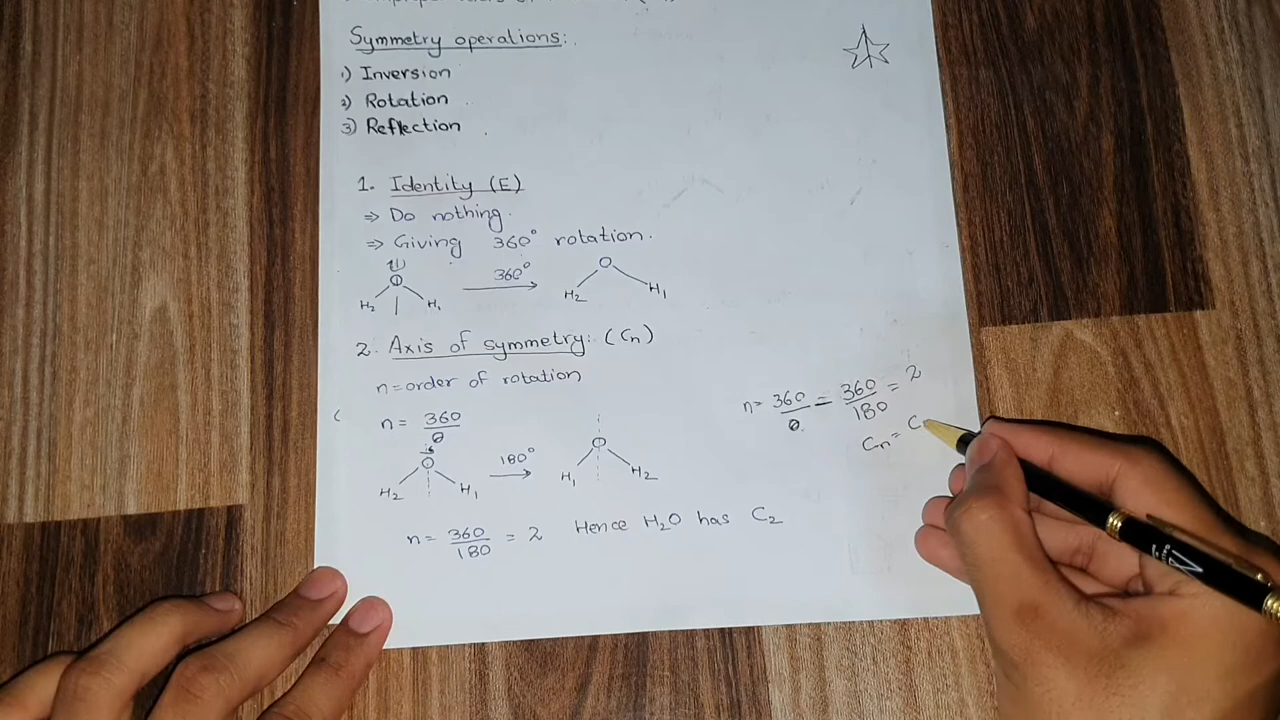 Symmetry operations:
1) Inversion
2) Rotation
3) Reflection
1. Identity (E)
⇒ Do nothing.
⇒ Giving 360° rotation.
O H₂ H₁ 360° O H₂ H₁
2. Axis of symmetry: (Cn)
n=order of rotation
n = 360/θ
O H₂ H₁ 180° O H₁ H₂
n = 360/180 = 2 Hence H₂O has C₂
n= 360/θ = 360/180 = 2
Cn = C